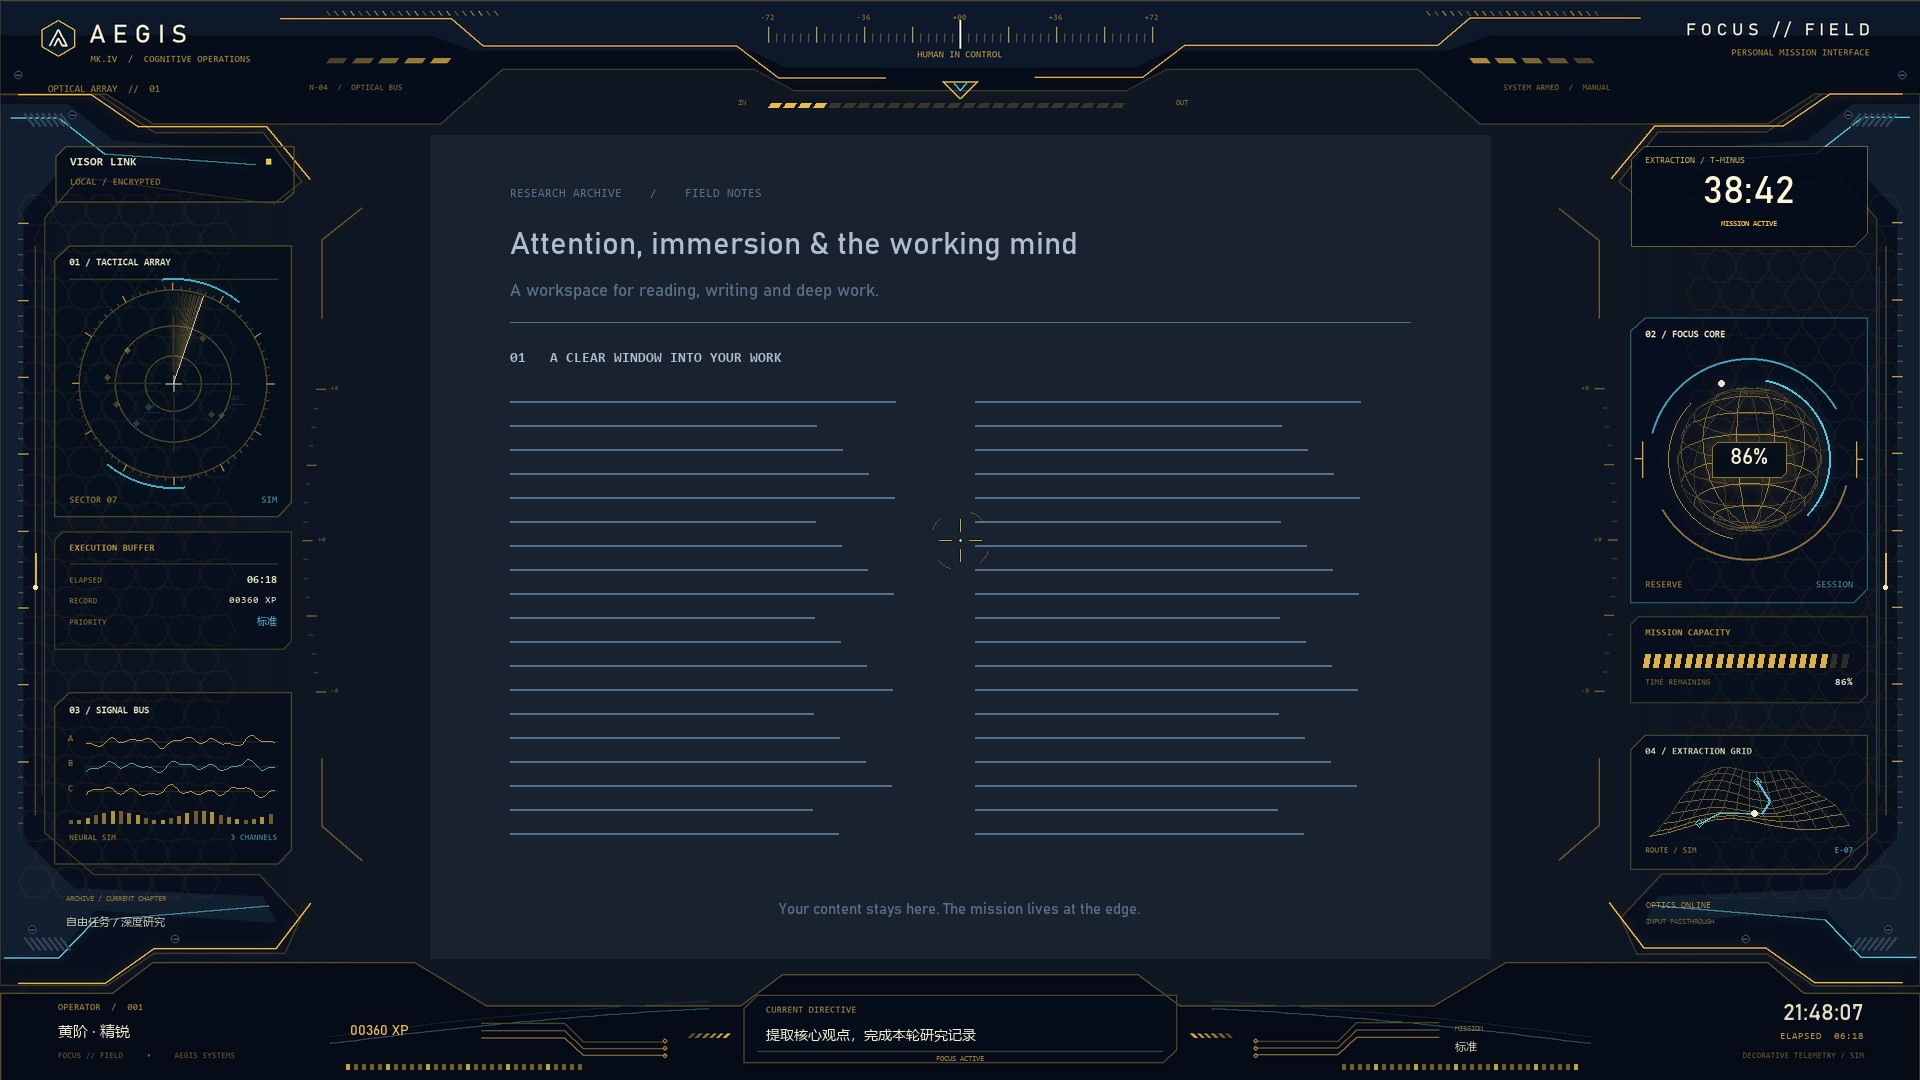 AEGIS
MK.IV / COGNITIVE OPERATIONS
OPTICAL ARRAY // 01
N-04 / OPTICAL BUS
-72 -36 +00 +36 +72
HUMAN IN CONTROL
IN
OUT
FOCUS // FIELD
PERSONAL MISSION INTERFACE
SYSTEM ARMED / MANUAL
VISOR LINK
LOCAL / ENCRYPTED
01 / TACTICAL ARRAY
SECTOR 07 SIM
EXECUTION BUFFER
ELAPSED 06:18
RECORD 00360 XP
PRIORITY 标准
03 / SIGNAL BUS
A
B
C
NEURAL SIM 3 CHANNELS
ARCHIVE / CURRENT CHAPTER
自由任务 / 深度研究
RESEARCH ARCHIVE / FIELD NOTES
Attention, immersion & the working mind
A workspace for reading, writing and deep work.
01 A CLEAR WINDOW INTO YOUR WORK
Your content stays here. The mission lives at the edge.
EXTRACTION / T-MINUS
38:42
MISSION ACTIVE
02 / FOCUS CORE
86%
RESERVE SESSION
MISSION CAPACITY
TIME REMAINING 86%
04 / EXTRACTION GRID
ROUTE / SIM E-07
OPTICS ONLINE
INPUT PASSTHROUGH
OPERATOR / 001
黄阶 · 精锐
FOCUS // FIELD • AEGIS SYSTEMS
00360 XP
CURRENT DIRECTIVE
提取核心观点，完成本轮研究记录
FOCUS ACTIVE
MISSION
标准
21:48:07
ELAPSED 06:18
DECORATIVE TELEMETRY / SIM